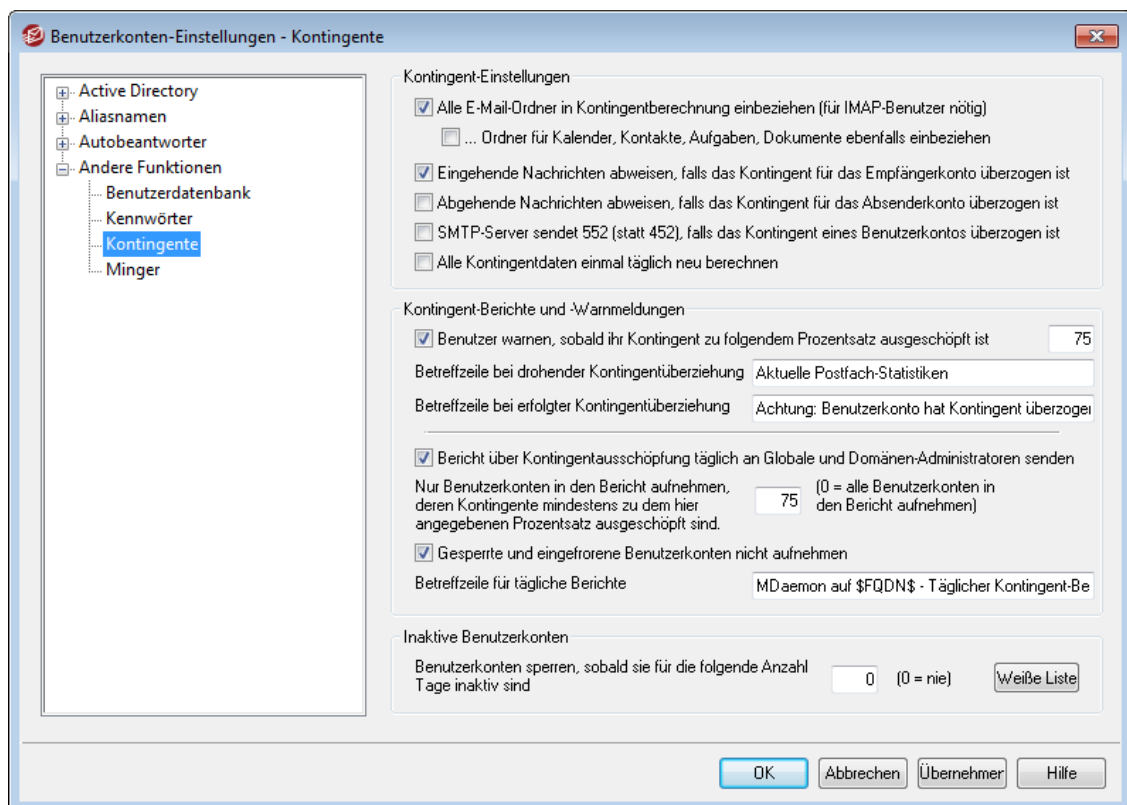 Benutzerkonten-Einstellungen - Kontingente
Active Directory
Aliasnamen
Autobeantworter
Andere Funktionen
Benutzerdatenbank
Kennwörter
Kontingente
Minger
Kontingent-Einstellungen
Alle E-Mail-Ordner in Kontingentberechnung einbeziehen (für IMAP-Benutzer nötig)
... Ordner für Kalender, Kontakte, Aufgaben, Dokumente ebenfalls einbeziehen
Eingehende Nachrichten abweisen, falls das Kontingent für das Empfängerkonto überzogen ist
Abgehende Nachrichten abweisen, falls das Kontingent für das Absenderkonto überzogen ist
SMTP-Server sendet 552 (statt 452), falls das Kontingent eines Benutzerkontos überzogen ist
Alle Kontingentdaten einmal täglich neu berechnen
Kontingent-Berichte und -Warnmeldungen
Benutzer warnen, sobald ihr Kontingent zu folgendem Prozentsatz ausgeschöpft ist 75
Betreffzeile bei drohender Kontingentüberziehung Aktuelle Postfach-Statistiken
Betreffzeile bei erfolgter Kontingentüberziehung Achtung: Benutzerkonto hat Kontingent überzogen
Bericht über Kontingentausschöpfung täglich an Globale und Domänen-Administratoren senden
Nur Benutzerkonten in den Bericht aufnehmen,
deren Kontingente mindestens zu dem hier
angegebenen Prozentsatz ausgeschöpft sind.
75
(0 = alle Benutzerkonten in
den Bericht aufnehmen)
Gesperrte und eingefrorene Benutzerkonten nicht aufnehmen
Betreffzeile für tägliche Berichte MDaemon auf $FQDN$ - Täglicher Kontingent-Be
Inaktive Benutzerkonten
Benutzerkonten sperren, sobald sie für die folgende Anzahl
Tage inaktiv sind
0 (0 = nie) Weiße Liste
OK Abbrechen Übernehmer Hilfe